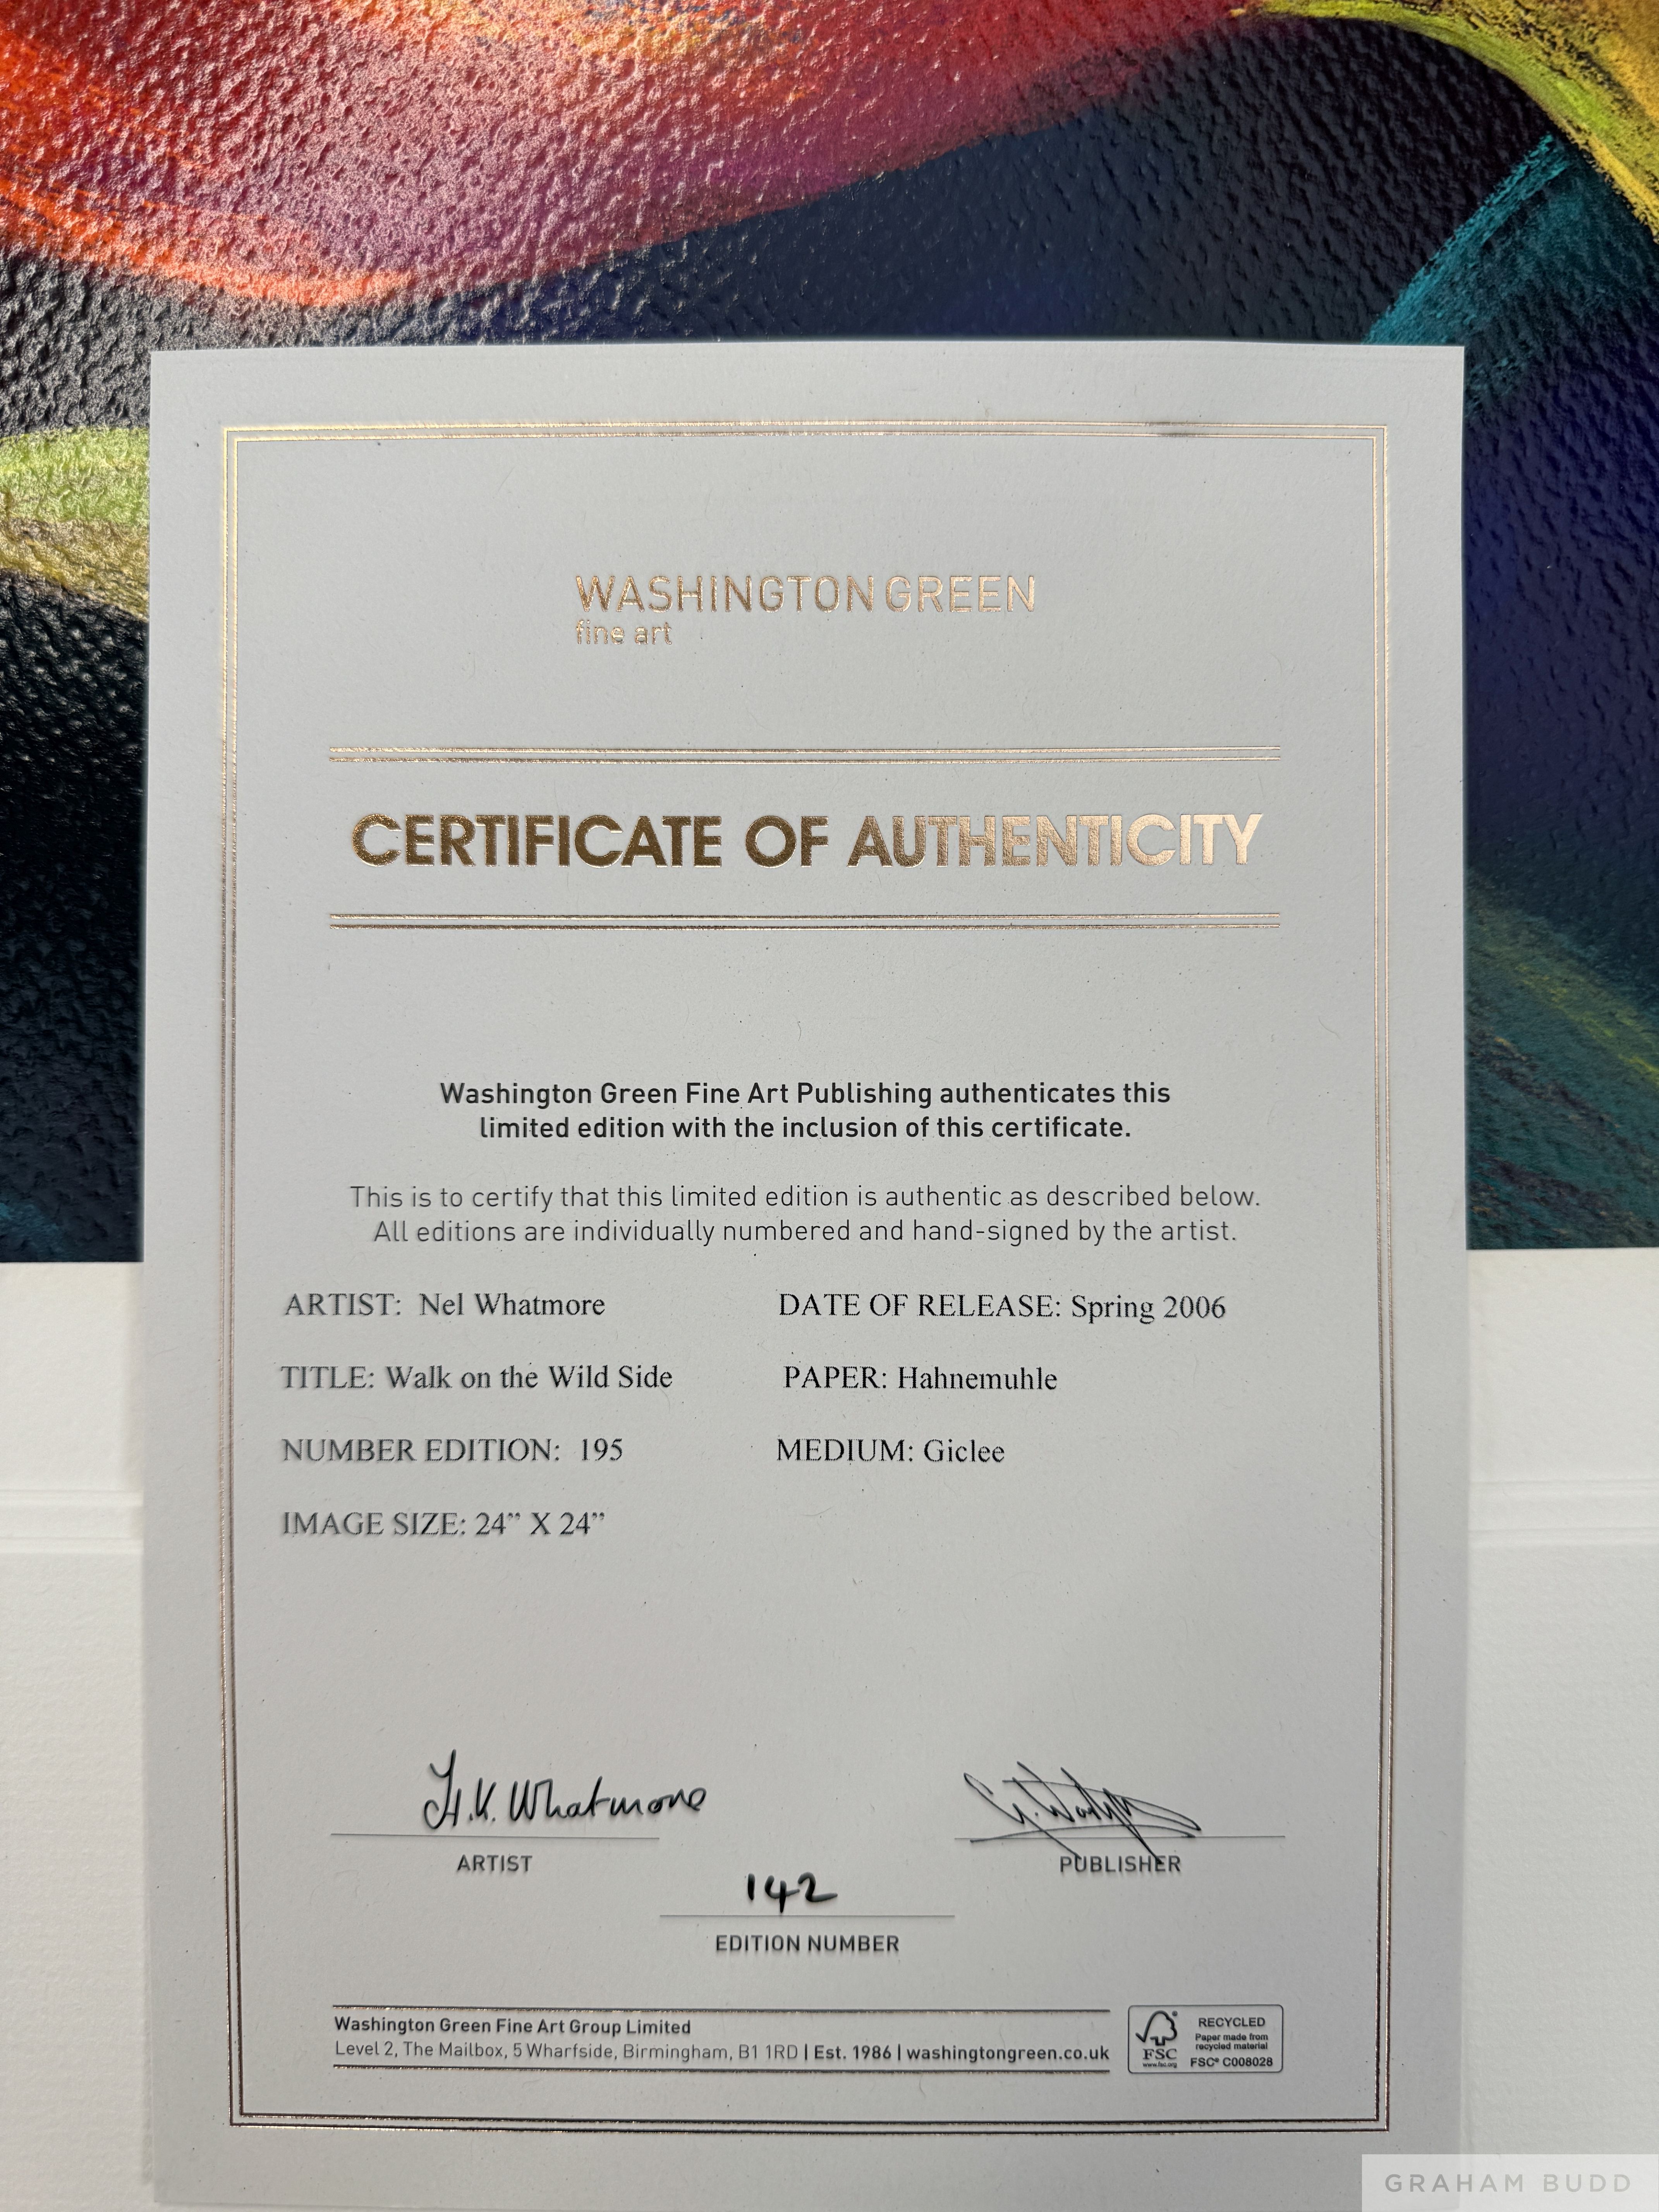 WASHINGTON GREEN
fine art
CERTIFICATE OF AUTHENTICITY
Washington Green Fine Art Publishing authenticates this
limited edition with the inclusion of this certificate.
This is to certify that this limited edition is authentic as described below.
All editions are individually numbered and hand-signed by the artist.
ARTIST: Nel Whatmore
DATE OF RELEASE: Spring 2006
TITLE: Walk on the Wild Side
PAPER: Hahnemuhle
NUMBER EDITION: 195
MEDIUM: Giclee
IMAGE SIZE: 24” X 24”
Whatmore
ARTIST
PUBLISHER
142
EDITION NUMBER
Washington Green Fine Art Group Limited
Level 2, The Mailbox, 5 Wharfside, Birmingham, B1 1RD | Est. 1986 | washingtongreen.co.uk
FSC
www.fsc.org
RECYCLED
Paper made from
recycled material
FSC® C008028
GRAHAM BUDD